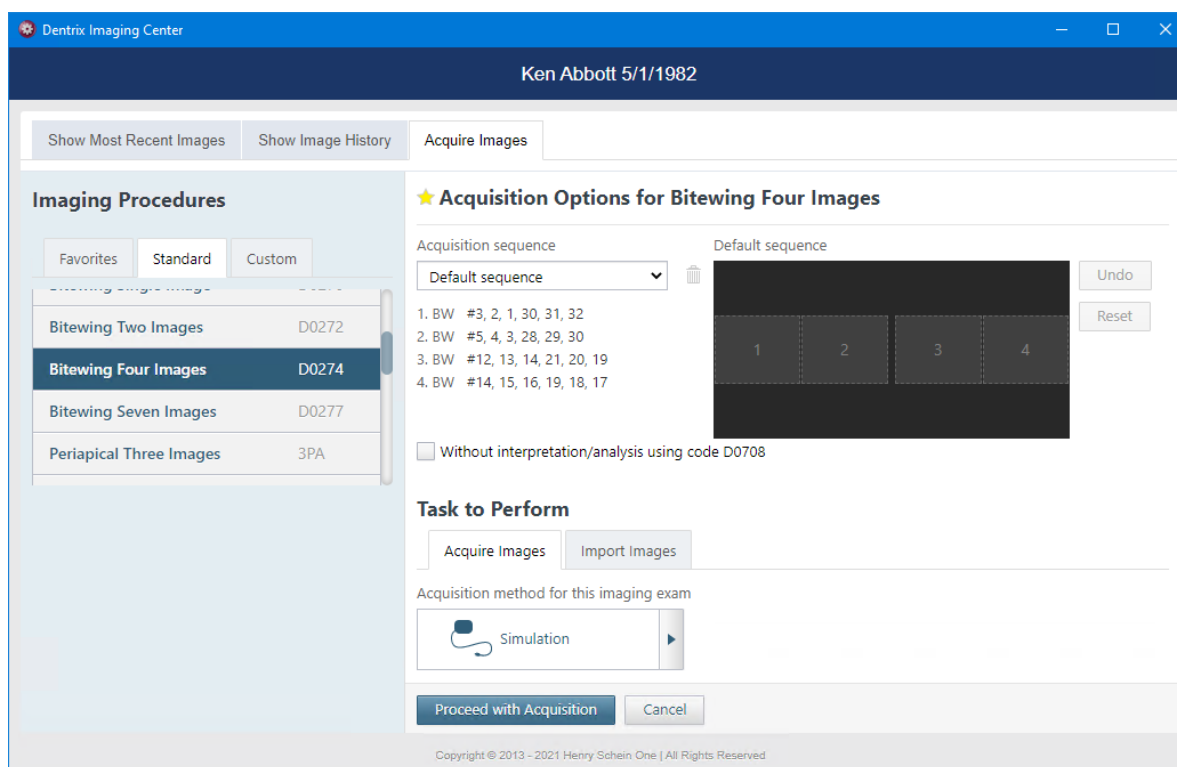 Dentrix Imaging Center
Ken Abbott 5/1/1982
Show Most Recent Images Show Image History Acquire Images
Imaging Procedures
Favorites Standard Custom
Bitewing Two Images D0272
Bitewing Four Images D0274
Bitewing Seven Images D0277
Periapical Three Images 3PA
Acquisition Options for Bitewing Four Images
Acquisition sequence
Default sequence
1. BW #3, 2, 1, 30, 31, 32
2. BW #5, 4, 3, 28, 29, 30
3. BW #12, 13, 14, 21, 20, 19
4. BW #14, 15, 16, 19, 18, 17
Default sequence
1 2 3 4
Undo
Reset
Without interpretation/analysis using code D0708
Task to Perform
Acquire Images Import Images
Acquisition method for this imaging exam
Simulation
Proceed with Acquisition Cancel
Copyright © 2013 - 2021 Henry Schein One | All Rights Reserved